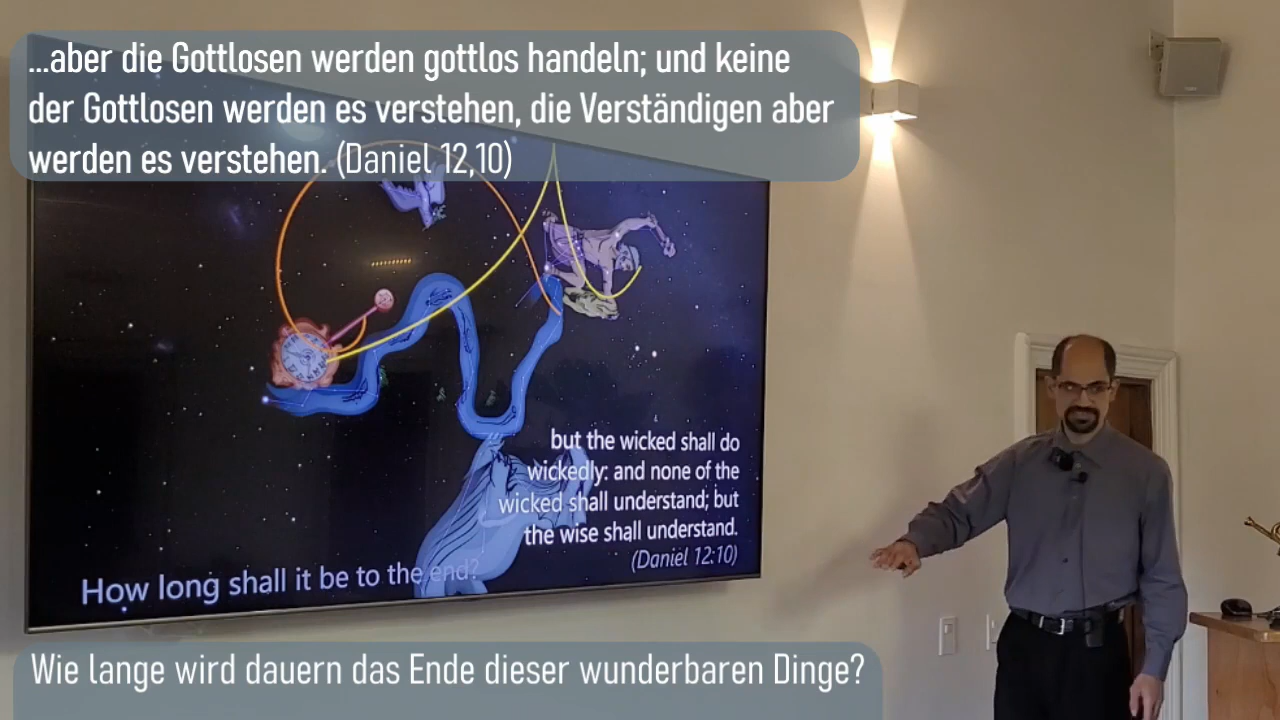 ...aber die Gottlosen werden gottlos handeln; und keine
der Gottlosen werden es verstehen, die Verständigen aber
werden es verstehen. (Daniel 12,10)
but the wicked shall do
wickedly: and none of the
wicked shall understand; but
the wise shall understand.
(Daniel 12:10)
How long shall it be to the end?
Wie lange wird dauern das Ende dieser wunderbaren Dinge?